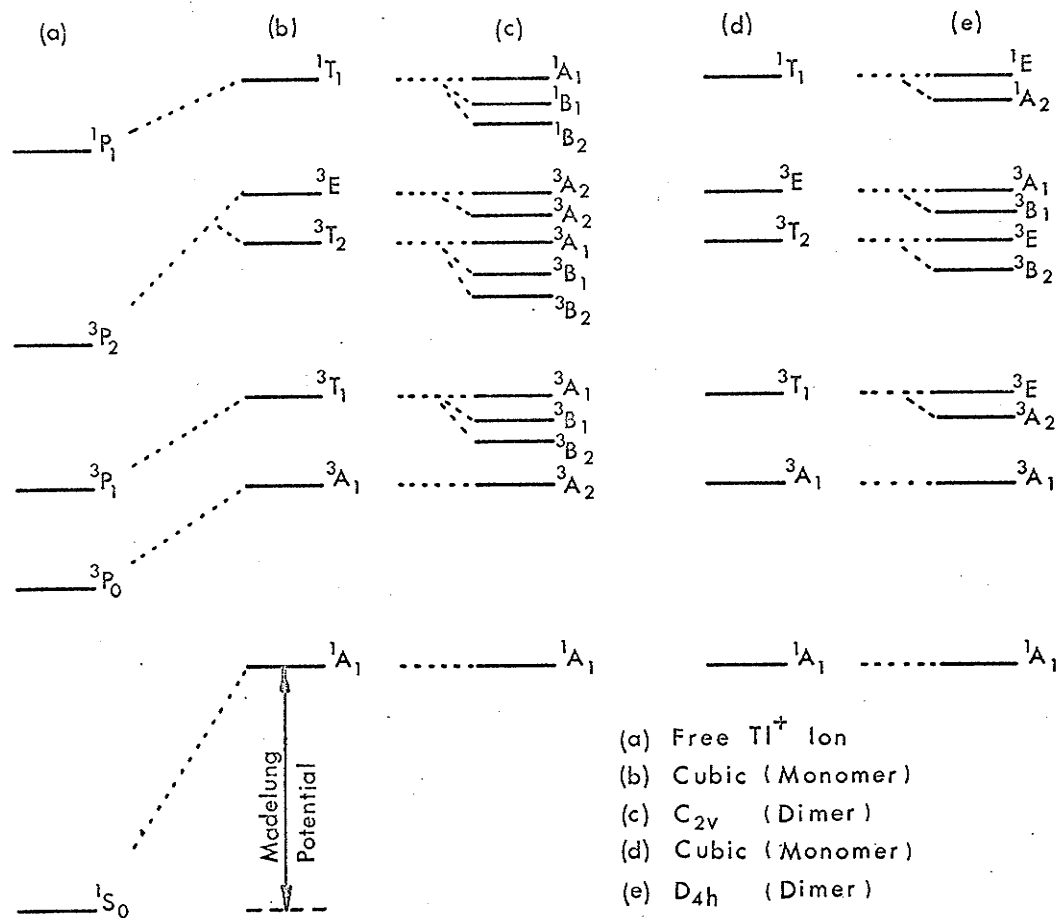 (a) (b) (c) (d) (e)
¹T₁ ¹A₁ ¹T₁ ¹E
¹B₁ ¹A₂
¹P₁ ¹B₂
³E ³A₂ ³E ³A₁
³A₂ ³B₁
³T₂ ³A₁ ³T₂ ³E
³B₁ ³B₂
³B₂
³P₂
³T₁ ³A₁ ³T₁ ³E
³B₁ ³A₂
³B₂
³P₁ ³A₁ ³A₂ ³A₁ ³A₁
³P₀
¹A₁ ¹A₁ ¹A₁ ¹A₁
Madelung
Potential
¹S₀
(a) Free Tl⁺ Ion
(b) Cubic (Monomer)
(c) C₂ᵥ (Dimer)
(d) Cubic (Monomer)
(e) D₄ₕ (Dimer)